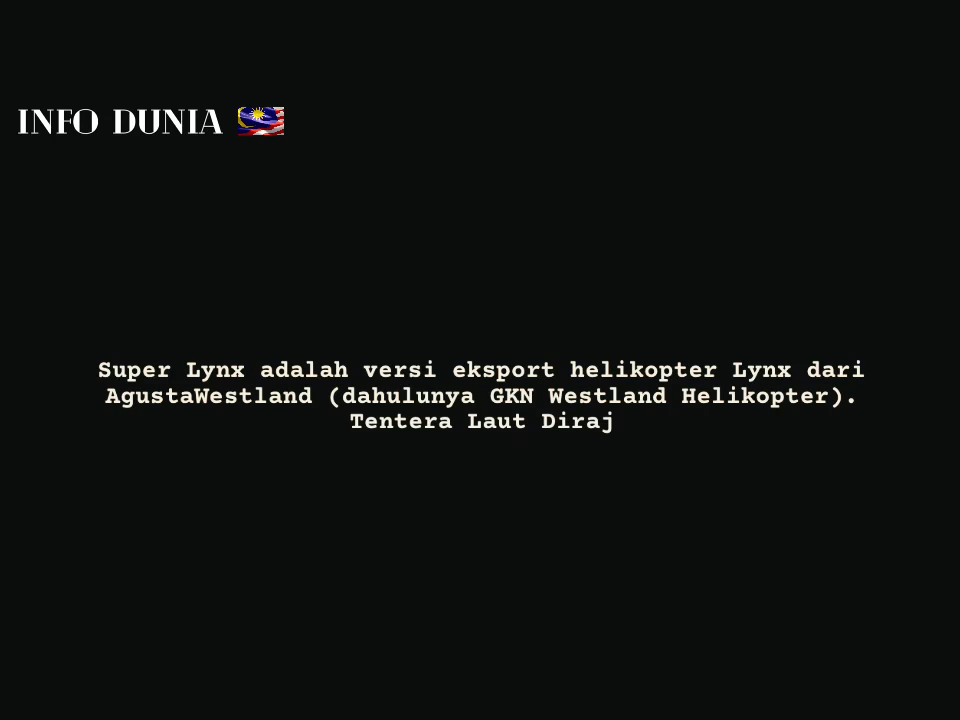 INFO DUNIA
Super Lynx adalah versi eksport helikopter Lynx dari
AgustaWestland (dahulunya GKN Westland Helikopter).
Tentera Laut Diraj